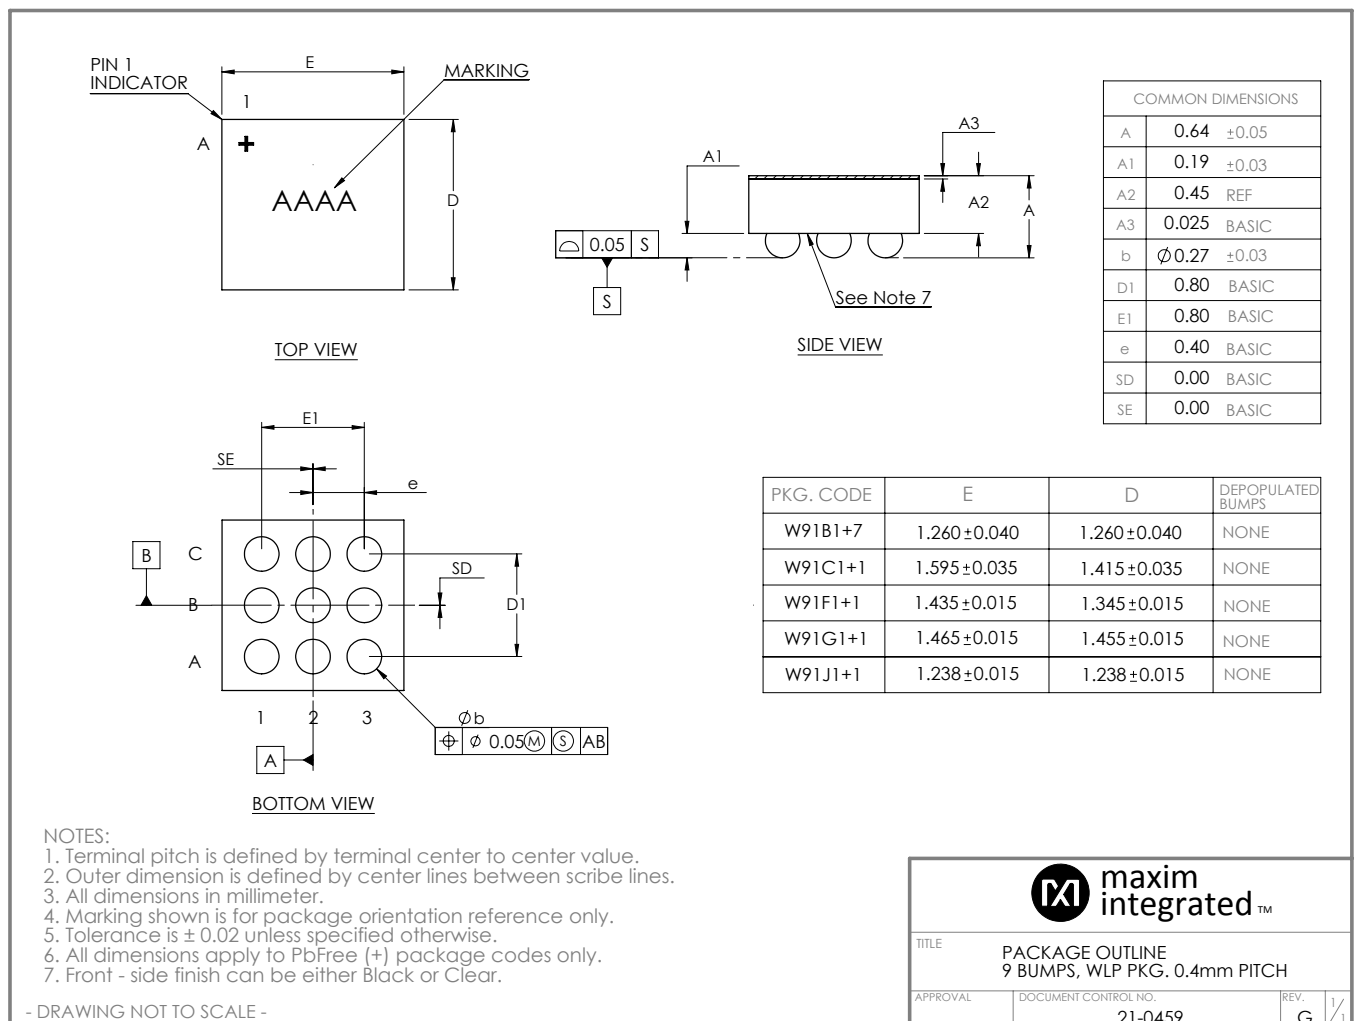 PIN 1
INDICATOR
E
MARKING
1
A
+
AAAA
D
TOP VIEW
A3
A1
A2
A
0.05 S
S
See Note 7
SIDE VIEW
COMMON DIMENSIONS
A 0.64 ±0.05
A1 0.19 ±0.03
A2 0.45 REF
A3 0.025 BASIC
b Ø0.27 ±0.03
D1 0.80 BASIC
E1 0.80 BASIC
e 0.40 BASIC
SD 0.00 BASIC
SE 0.00 BASIC
E1
SE
e
B
C
SD
B
D1
A
1 2 3
Øb
⌖ Ø 0.05Ⓜ Ⓢ AB
A
BOTTOM VIEW
PKG. CODE E D DEPOPULATED
BUMPS
W91B1+7 1.260±0.040 1.260±0.040 NONE
W91C1+1 1.595±0.035 1.415±0.035 NONE
W91F1+1 1.435±0.015 1.345±0.015 NONE
W91G1+1 1.465±0.015 1.455±0.015 NONE
W91J1+1 1.238±0.015 1.238±0.015 NONE
NOTES:
1. Terminal pitch is defined by terminal center to center value.
2. Outer dimension is defined by center lines between scribe lines.
3. All dimensions in millimeter.
4. Marking shown is for package orientation reference only.
5. Tolerance is ± 0.02 unless specified otherwise.
6. All dimensions apply to PbFree (+) package codes only.
7. Front - side finish can be either Black or Clear.
- DRAWING NOT TO SCALE -
maxim
integrated ™
TITLE
PACKAGE OUTLINE
9 BUMPS, WLP PKG. 0.4mm PITCH
APPROVAL DOCUMENT CONTROL NO. REV. 1/1
21-0459 G